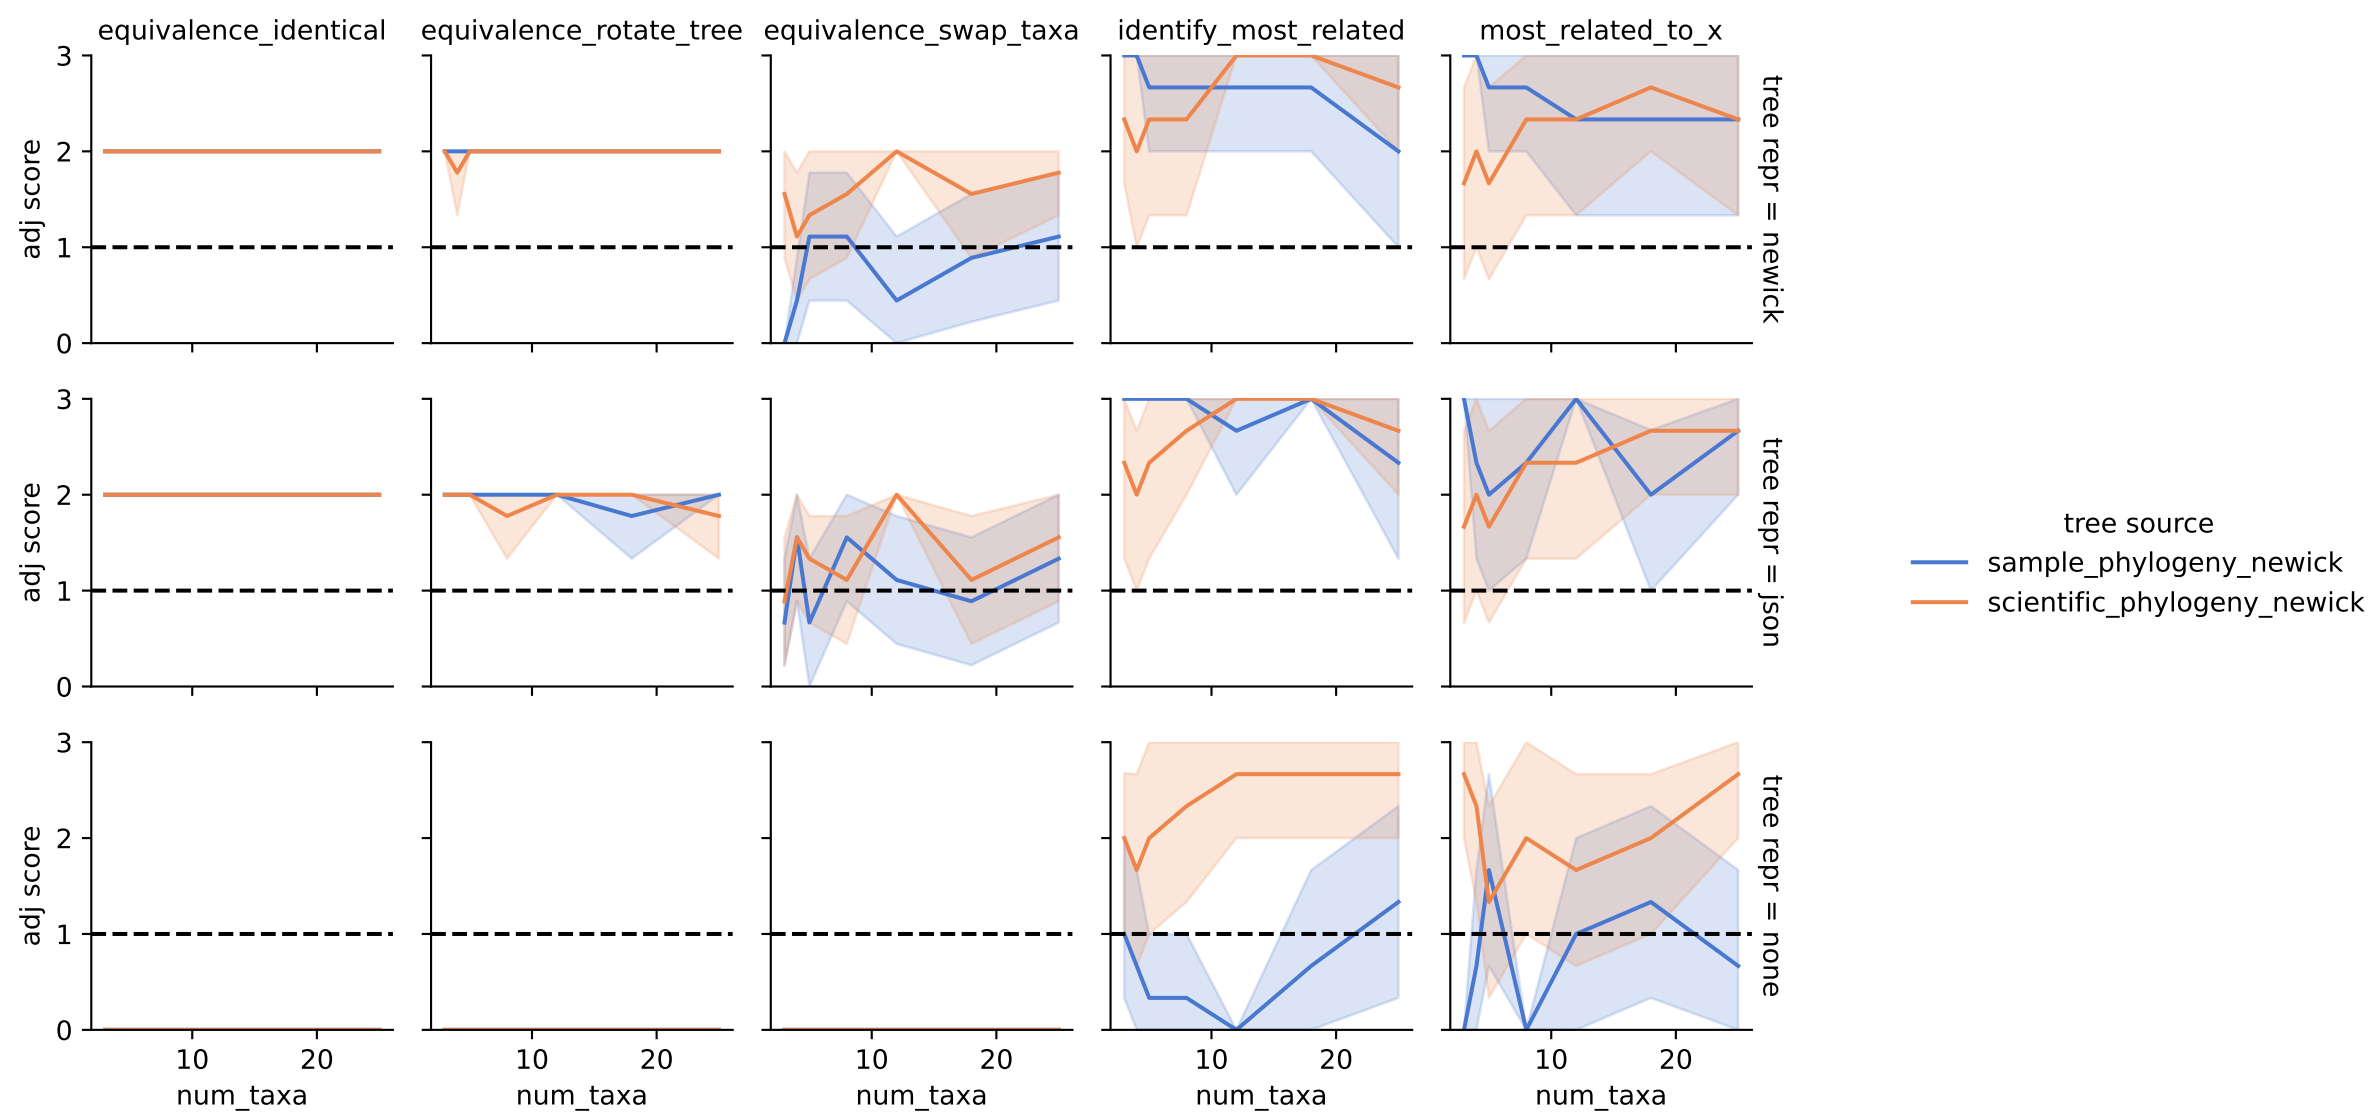 equivalence_identical equivalence_rotate_tree equivalence_swap_taxa identify_most_related most_related_to_x
3
2
1
0
adj score
tree repr = newick
3
2
1
0
adj score
tree repr = json
tree source
sample_phylogeny_newick
scientific_phylogeny_newick
3
2
1
0
adj score
tree repr = none
10 20 10 20 10 20 10 20 10 20
num_taxa num_taxa num_taxa num_taxa num_taxa